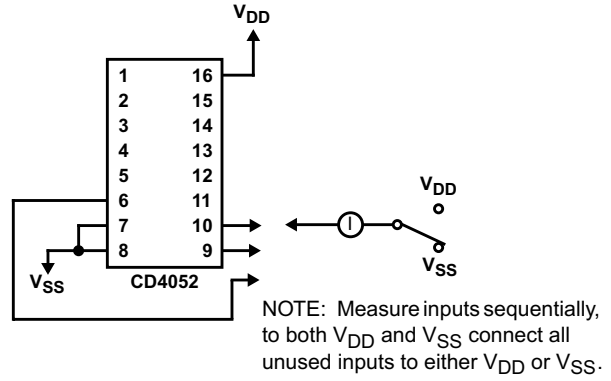 VDD
1 16
2 15
3 14
4 13
5 12
6 11
7 10
8 9
VSS
CD4052
I
VDD
VSS
NOTE: Measure inputs sequentially,
to both VDD and VSS connect all
unused inputs to either VDD or VSS.